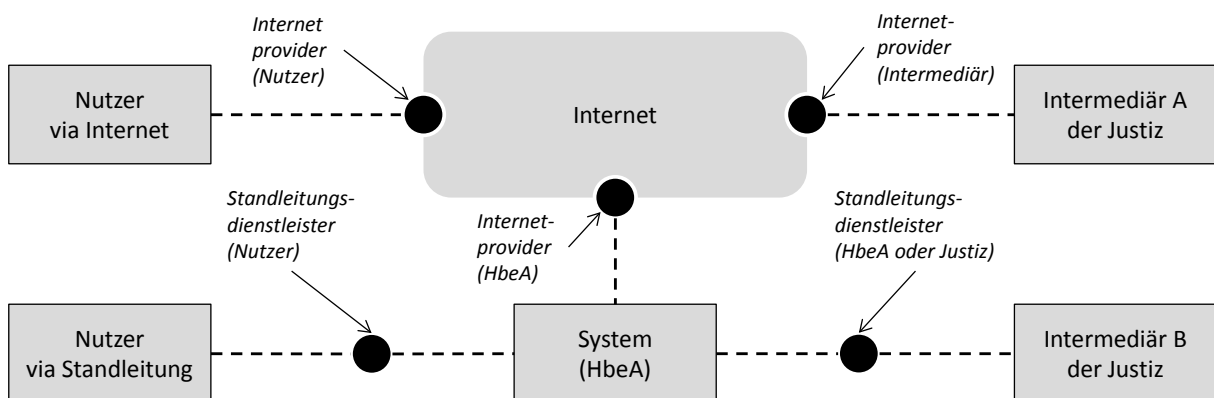 Internet
provider
(Nutzer)
Internet-
provider
(Intermediär)
Nutzer
via Internet
Internet
Intermediär A
der Justiz
Standleitungs-
dienstleister
(Nutzer)
Internet-
provider
(HbeA)
Standleitungs-
dienstleister
(HbeA oder Justiz)
Nutzer
via Standleitung
System
(HbeA)
Intermediär B
der Justiz